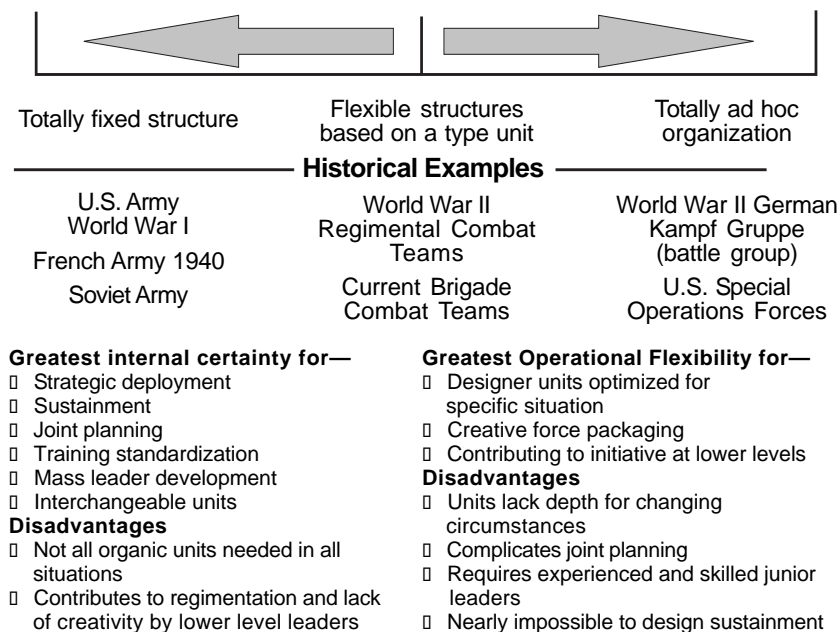 Totally fixed structure
Flexible structures
based on a type unit
Totally ad hoc
organization
Historical Examples
U.S. Army
World War I
French Army 1940
Soviet Army
World War II
Regimental Combat
Teams
Current Brigade
Combat Teams
World War II German
Kampf Gruppe
(battle group)
U.S. Special
Operations Forces
Greatest internal certainty for—
▯ Strategic deployment
▯ Sustainment
▯ Joint planning
▯ Training standardization
▯ Mass leader development
▯ Interchangeable units
Disadvantages
▯ Not all organic units needed in all
situations
▯ Contributes to regimentation and lack
of creativity by lower level leaders
Greatest Operational Flexibility for—
▯ Designer units optimized for
specific situation
▯ Creative force packaging
▯ Contributing to initiative at lower levels
Disadvantages
▯ Units lack depth for changing
circumstances
▯ Complicates joint planning
▯ Requires experienced and skilled junior
leaders
▯ Nearly impossible to design sustainment